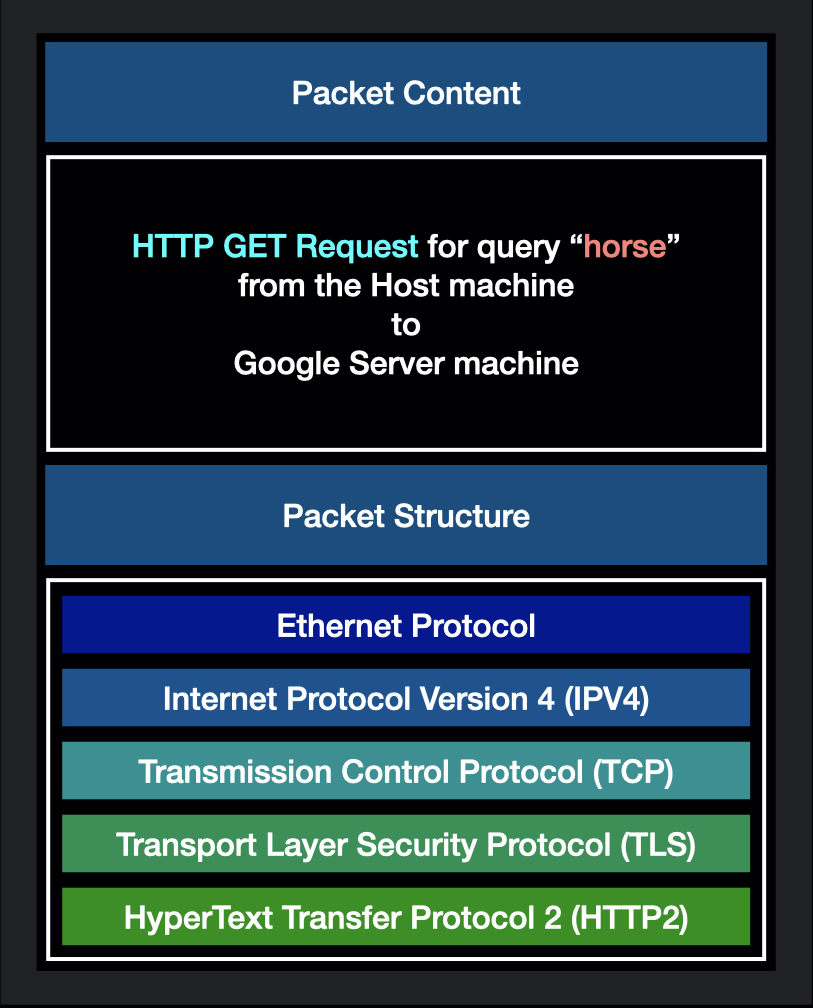 Packet Content
HTTP GET Request for query “horse”
from the Host machine
to
Google Server machine
Packet Structure
Ethernet Protocol
Internet Protocol Version 4 (IPV4)
Transmission Control Protocol (TCP)
Transport Layer Security Protocol (TLS)
HyperText Transfer Protocol 2 (HTTP2)